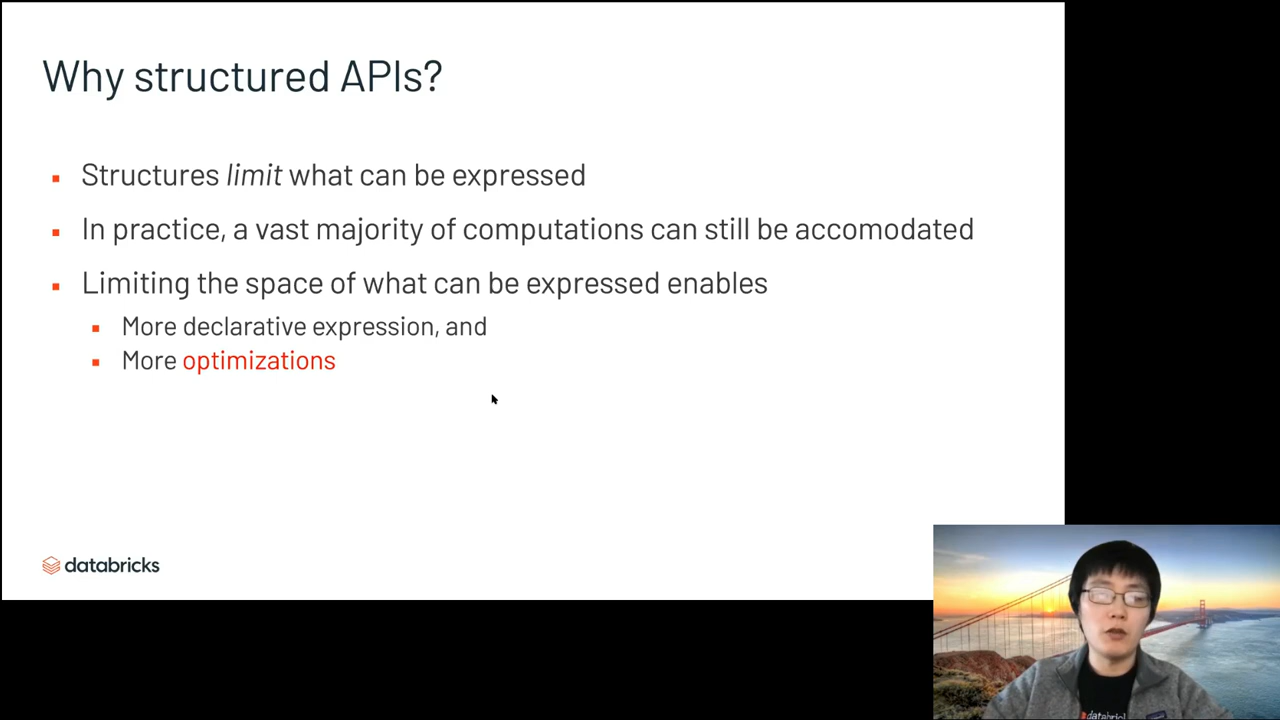 Why structured APIs?
Structures limit what can be expressed
In practice, a vast majority of computations can still be accomodated
Limiting the space of what can be expressed enables
More declarative expression, and
More optimizations
databricks
databri